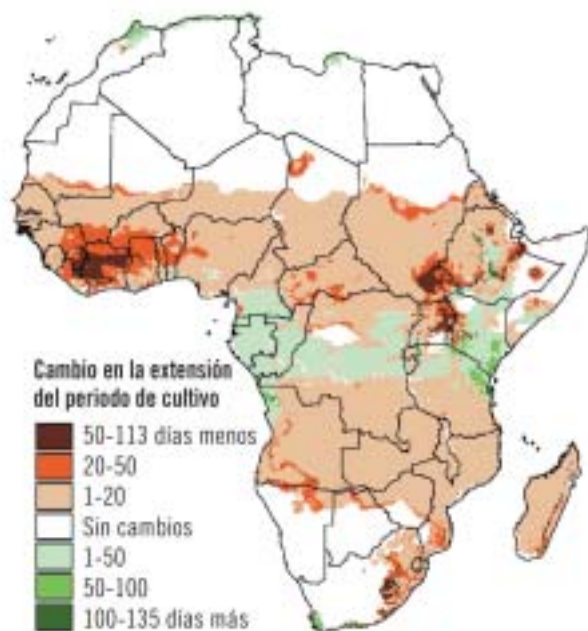 Cambio en la extensión
del periodo de cultivo
50-113 días menos
20-50
1-20
Sin cambios
1-50
50-100
100-135 días más